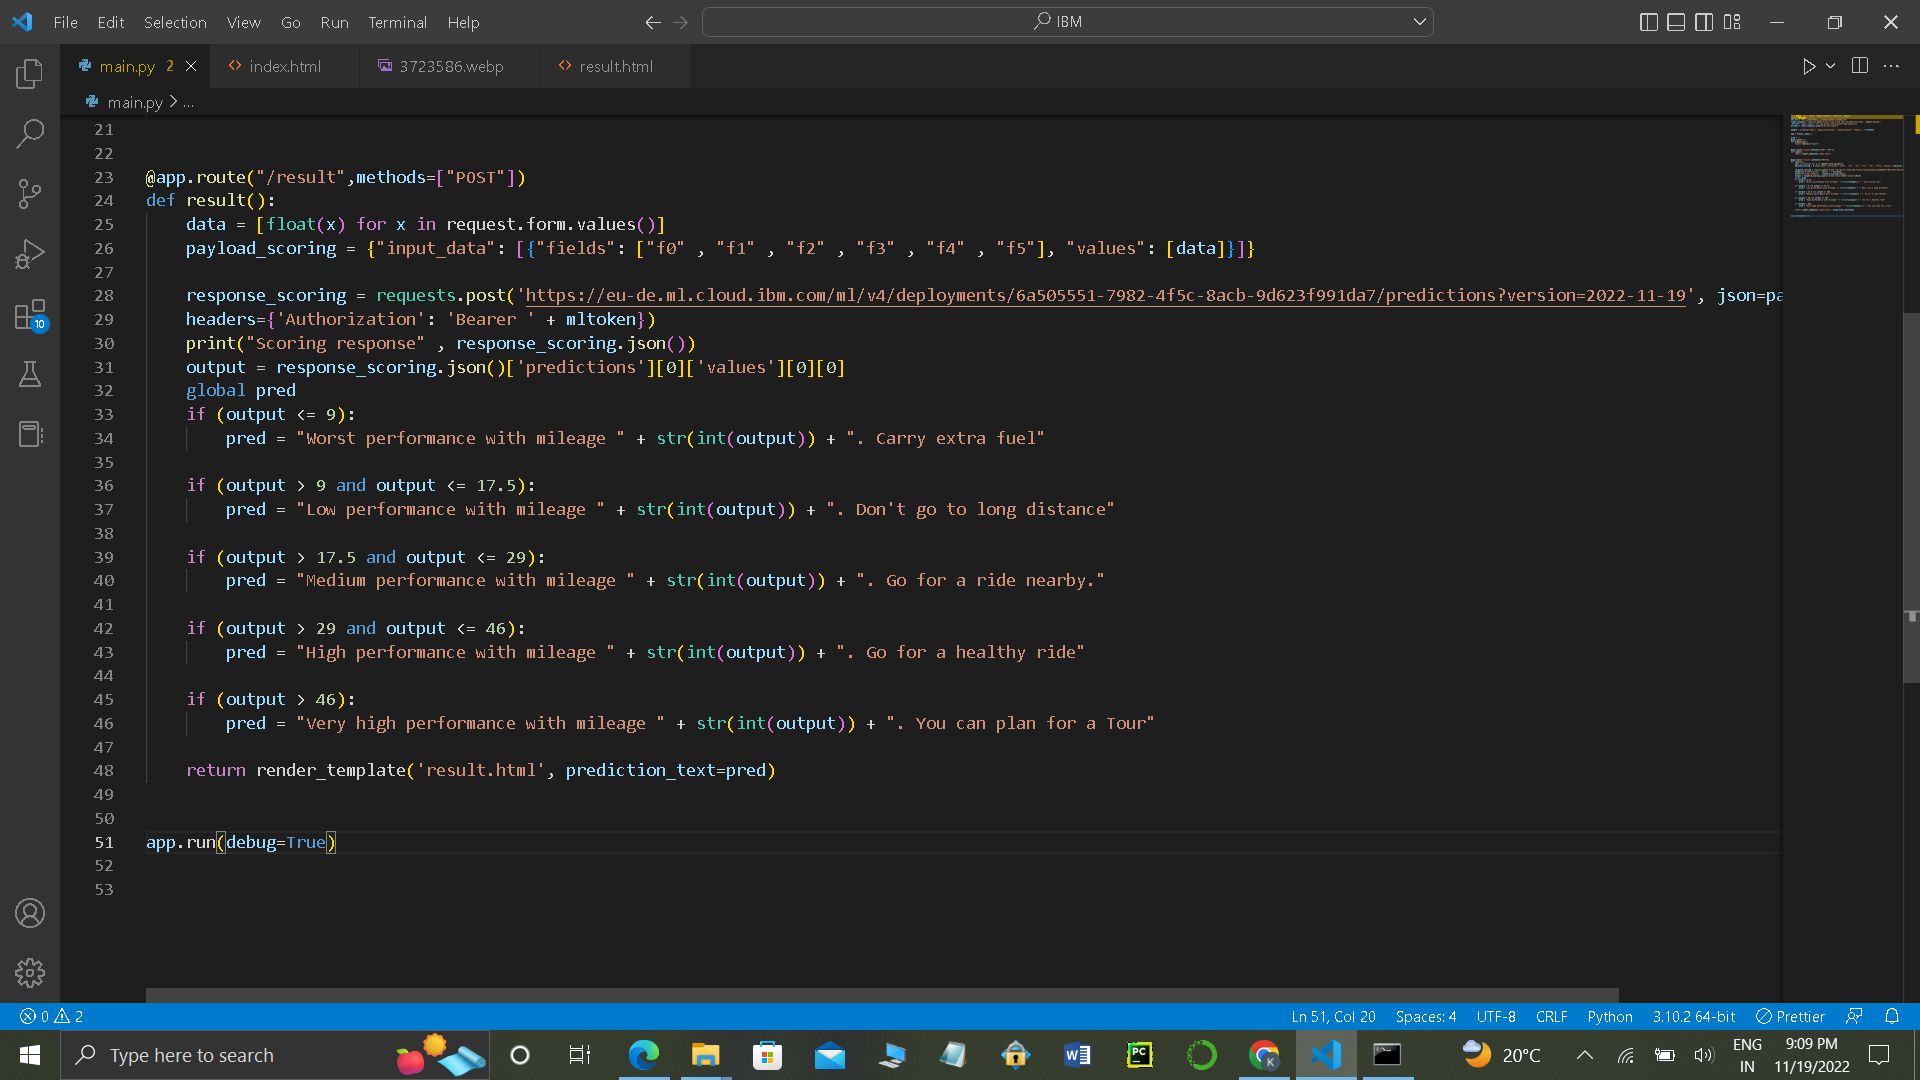 File Edit Selection View Go Run Terminal Help
IBM
main.py 2 index.html 3723586.webp result.html
main.py > ...
21
22
23 @app.route("/result",methods=["POST"])
24 def result():
25 data = [float(x) for x in request.form.values()]
26 payload_scoring = {"input_data": [{"fields": ["f0" , "f1" , "f2" , "f3" , "f4" , "f5"], "values": [data]}]}
27
28 response_scoring = requests.post('https://eu-de.ml.cloud.ibm.com/ml/v4/deployments/6a505551-7982-4f5c-8acb-9d623f991da7/predictions?version=2022-11-19', json=pa
29 headers={'Authorization': 'Bearer ' + mltoken})
30 print("Scoring response" , response_scoring.json())
31 output = response_scoring.json()['predictions'][0]['values'][0][0]
32 global pred
33 if (output <= 9):
34 pred = "Worst performance with mileage " + str(int(output)) + ". Carry extra fuel"
35
36 if (output > 9 and output <= 17.5):
37 pred = "Low performance with mileage " + str(int(output)) + ". Don't go to long distance"
38
39 if (output > 17.5 and output <= 29):
40 pred = "Medium performance with mileage " + str(int(output)) + ". Go for a ride nearby."
41
42 if (output > 29 and output <= 46):
43 pred = "High performance with mileage " + str(int(output)) + ". Go for a healthy ride"
44
45 if (output > 46):
46 pred = "Very high performance with mileage " + str(int(output)) + ". You can plan for a Tour"
47
48 return render_template('result.html', prediction_text=pred)
49
50
51 app.run(debug=True)
52
53
10
0 2 Ln 51, Col 20 Spaces: 4 UTF-8 CRLF Python 3.10.2 64-bit Prettier
Type here to search 20°C ENG 9:09 PM
IN 11/19/2022